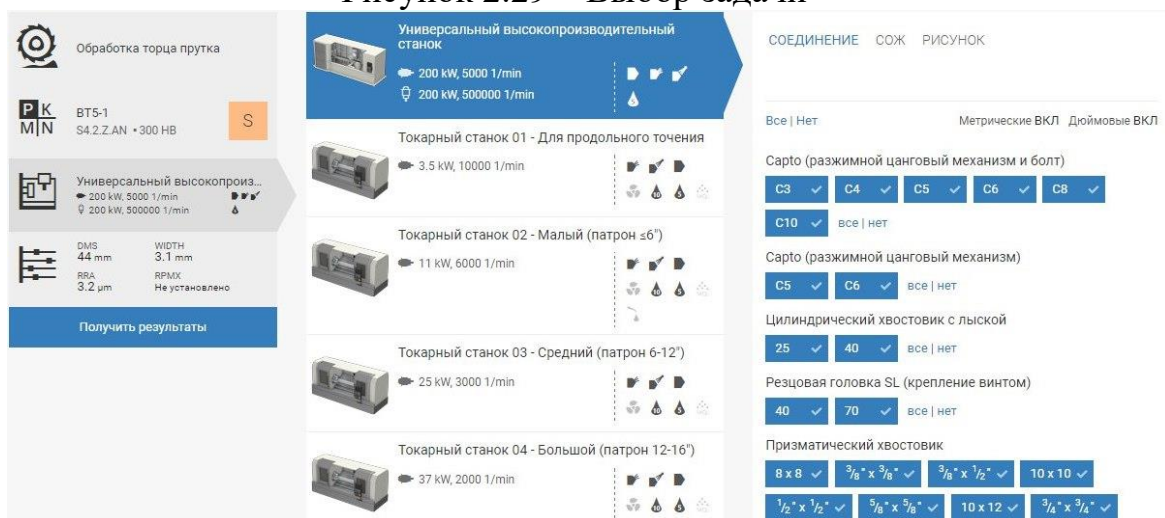 Рисунок 2.29 – Выбор задачи
Обработка торца прутка
P K
M N
ВТ5-1
S4.2.Z.AN • 300 HB
S
Универсальный высокопроиз...
200 kW, 5000 1/min
200 kW, 500000 1/min
DMS WIDTH
44 mm 3.1 mm
RRA RPMX
3.2 µm Не установлено
Получить результаты
Универсальный высокопроизводительный
станок
200 kW, 5000 1/min
200 kW, 500000 1/min
Токарный станок 01 - Для продольного точения
3.5 kW, 10000 1/min
Токарный станок 02 - Малый (патрон ≤6")
11 kW, 6000 1/min
Токарный станок 03 - Средний (патрон 6-12")
25 kW, 3000 1/min
Токарный станок 04 - Большой (патрон 12-16")
37 kW, 2000 1/min
СОЕДИНЕНИЕ СОЖ РИСУНОК
Все | Нет Метрические ВКЛ Дюймовые ВКЛ
Capto (разжимной цанговый механизм и болт)
C3 C4 C5 C6 C8
C10 все | нет
Capto (разжимной цанговый механизм)
C5 C6 все | нет
Цилиндрический хвостовик с лыской
25 40 все | нет
Резцовая головка SL (крепление винтом)
40 70 все | нет
Призматический хвостовик
8 x 8 3/8" x 3/8" 3/8" x 1/2" 10 x 10
1/2" x 1/2" 5/8" x 5/8" 10 x 12 3/4" x 3/4"